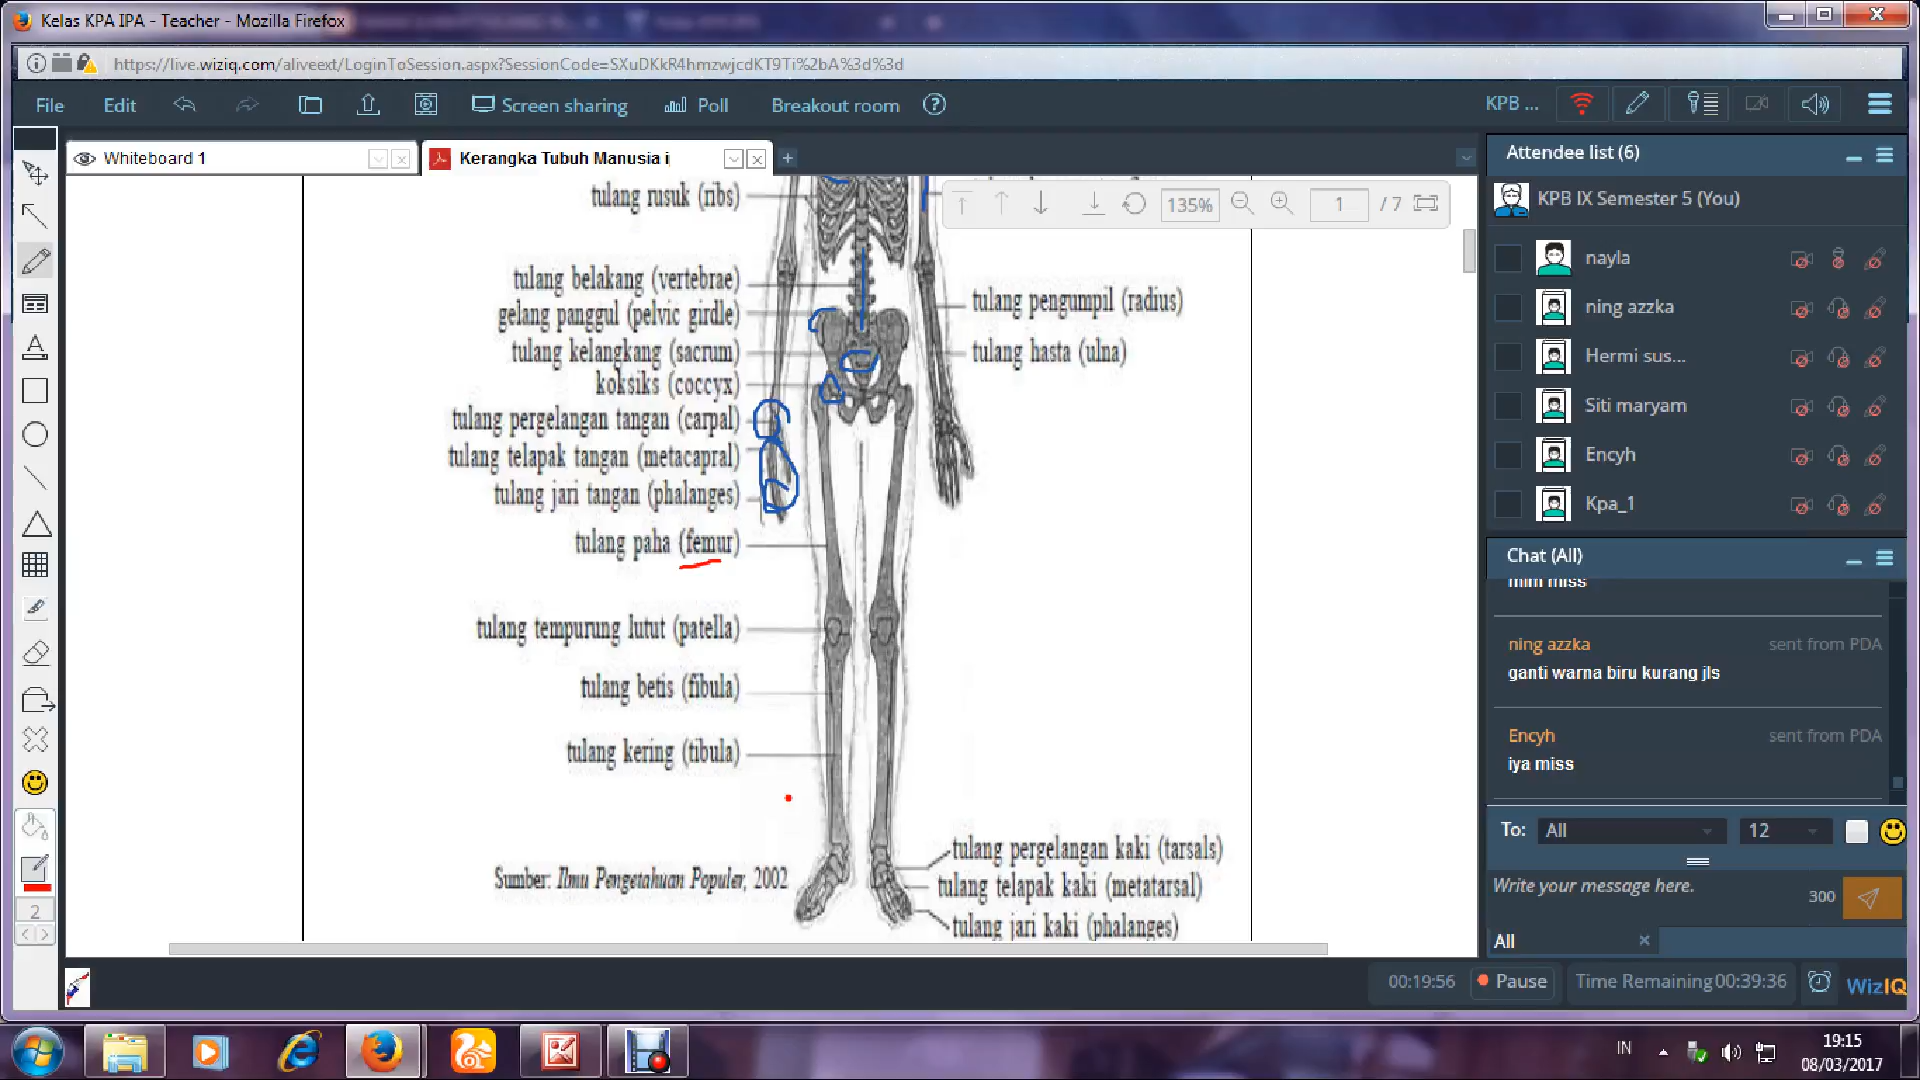 Kelas KPA IPA - Teacher - Mozilla Firefox
https://live.wiziq.com/aliveext/LoginToSession.aspx?SessionCode=SXuDKkR4hmzwjcdKT9Ti%2bA%3d%3d
File Edit Screen sharing Poll Breakout room KPB ...
Whiteboard 1
Kerangka Tubuh Manusia i
135% 1 / 7
tulang rusuk (ribs)
tulang belakang (vertebrae)
gelang panggul (pelvic girdle)
tulang kelangkang (sacrum)
koksiks (coccyx)
tulang pergelangan tangan (carpal)
tulang telapak tangan (metacapral)
tulang jari tangan (phalanges)
tulang paha (femur)
tulang tempurung lutut (patella)
tulang betis (fibula)
tulang kering (tibula)
Sumber: Ilmu Pengetahuan Populer, 2002
tulang pengumpil (radius)
tulang hasta (ulna)
tulang pergelangan kaki (tarsals)
tulang telapak kaki (metatarsal)
tulang jari kaki (phalanges)
2
Attendee list (6)
KPB IX Semester 5 (You)
nayla
ning azzka
Hermi sus...
Siti maryam
Encyh
Kpa_1
Chat (All)
mim miss
ning azzka sent from PDA
ganti warna biru kurang jls
Encyh sent from PDA
iya miss
To: All 12
Write your message here. 300
All
00:19:56 Pause Time Remaining 00:39:36 WizIQ
IN
19:15
08/03/2017